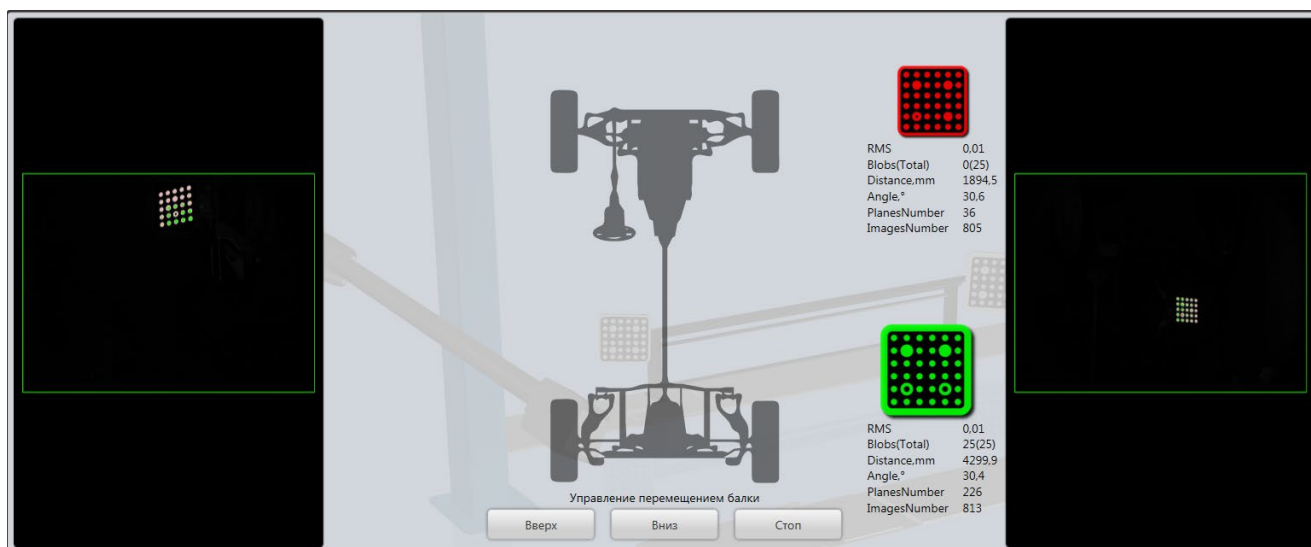 RMS 0,01
Blobs(Total) 0(25)
Distance,mm 1894,5
Angle,° 30,6
PlanesNumber 36
ImagesNumber 805
RMS 0,01
Blobs(Total) 25(25)
Distance,mm 4299,9
Angle,° 30,4
PlanesNumber 226
ImagesNumber 813
Управление перемещением балки
Вверх Вниз Стоп